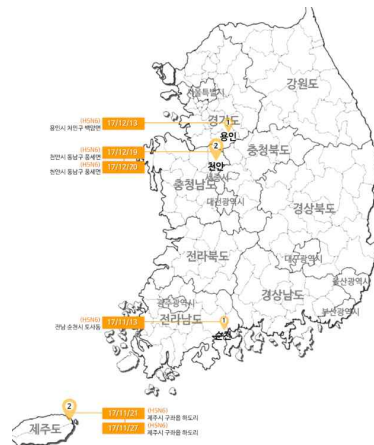 강원도
서울특별시
경기도
(H5N6)
17/12/13
용인시 처인구 백암면
1
용인
2
(H5N6)
17/12/19
천안시 동남구 풍세면
(H5N6)
17/12/20
천안시 동남구 풍세면
천안
충청북도
세종시
충청남도
대전광역시
경상북도
전라북도
대구광역시
울산광역시
경상남도
부산광역시
광주광역시
전라남도
(H5N6)
17/11/13
전남 순천시 도사동
1
순천
2
제주도
17/11/21
(H5N6)
제주시 구좌읍 하도리
17/11/27
(H5N6)
제주시 구좌읍 하도리